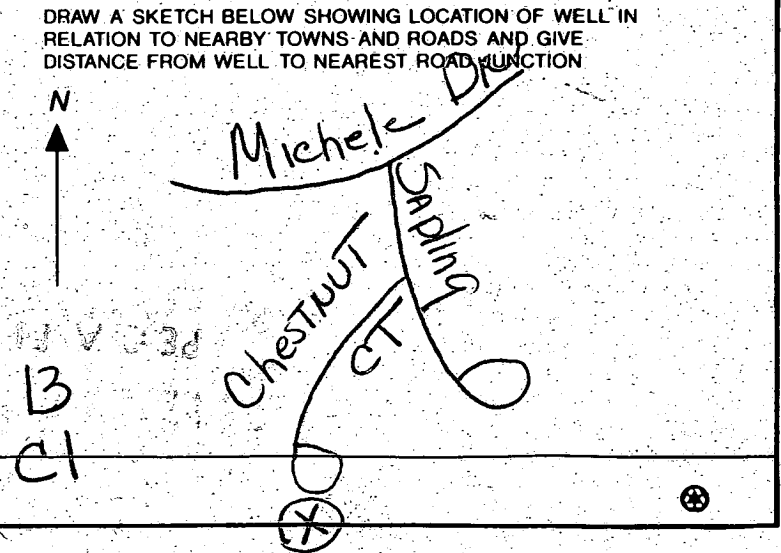 DRAW A SKETCH BELOW SHOWING LOCATION OF WELL IN
RELATION TO NEARBY TOWNS AND ROADS AND GIVE
DISTANCE FROM WELL TO NEAREST ROAD JUNCTION
N
Michele DR
SAPling
ChesTNUT
CT
B
C1
X